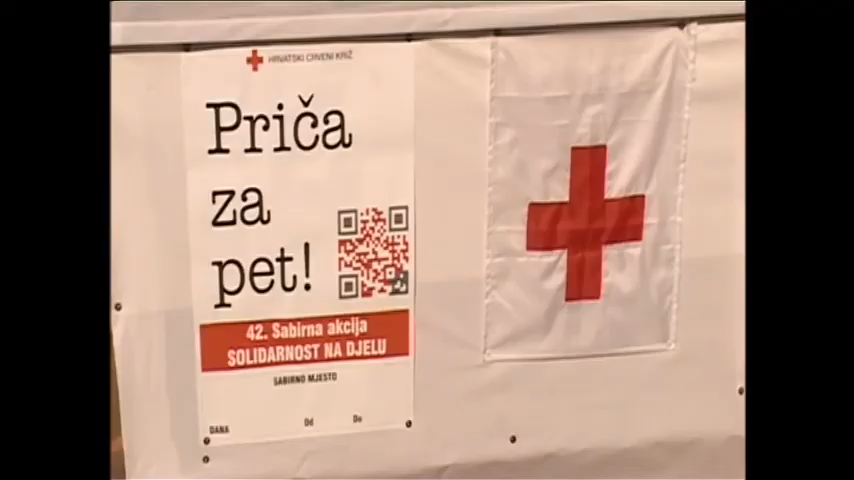 HRVATSKI CRVENI KRIŽ
Priča
za
pet!
42. Sabirna akcija
SOLIDARNOST NA DJELU
SABIRNO MJESTO
DANA Od Do